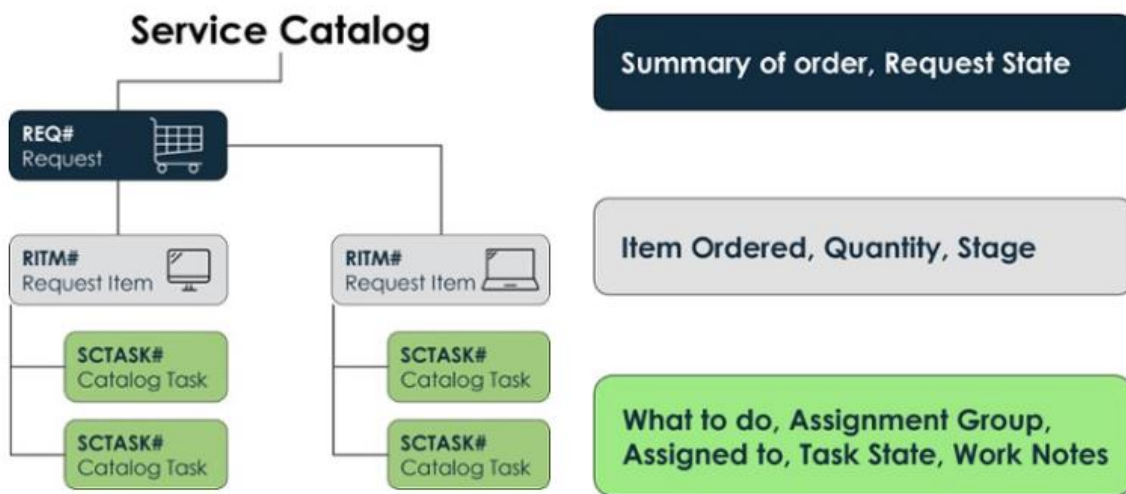 Service Catalog
Summary of order, Request State
REQ#
Request
Item Ordered, Quantity, Stage
RITM#
Request Item
RITM#
Request Item
SCTASK#
Catalog Task
SCTASK#
Catalog Task
SCTASK#
Catalog Task
SCTASK#
Catalog Task
What to do, Assignment Group,
Assigned to, Task State, Work Notes